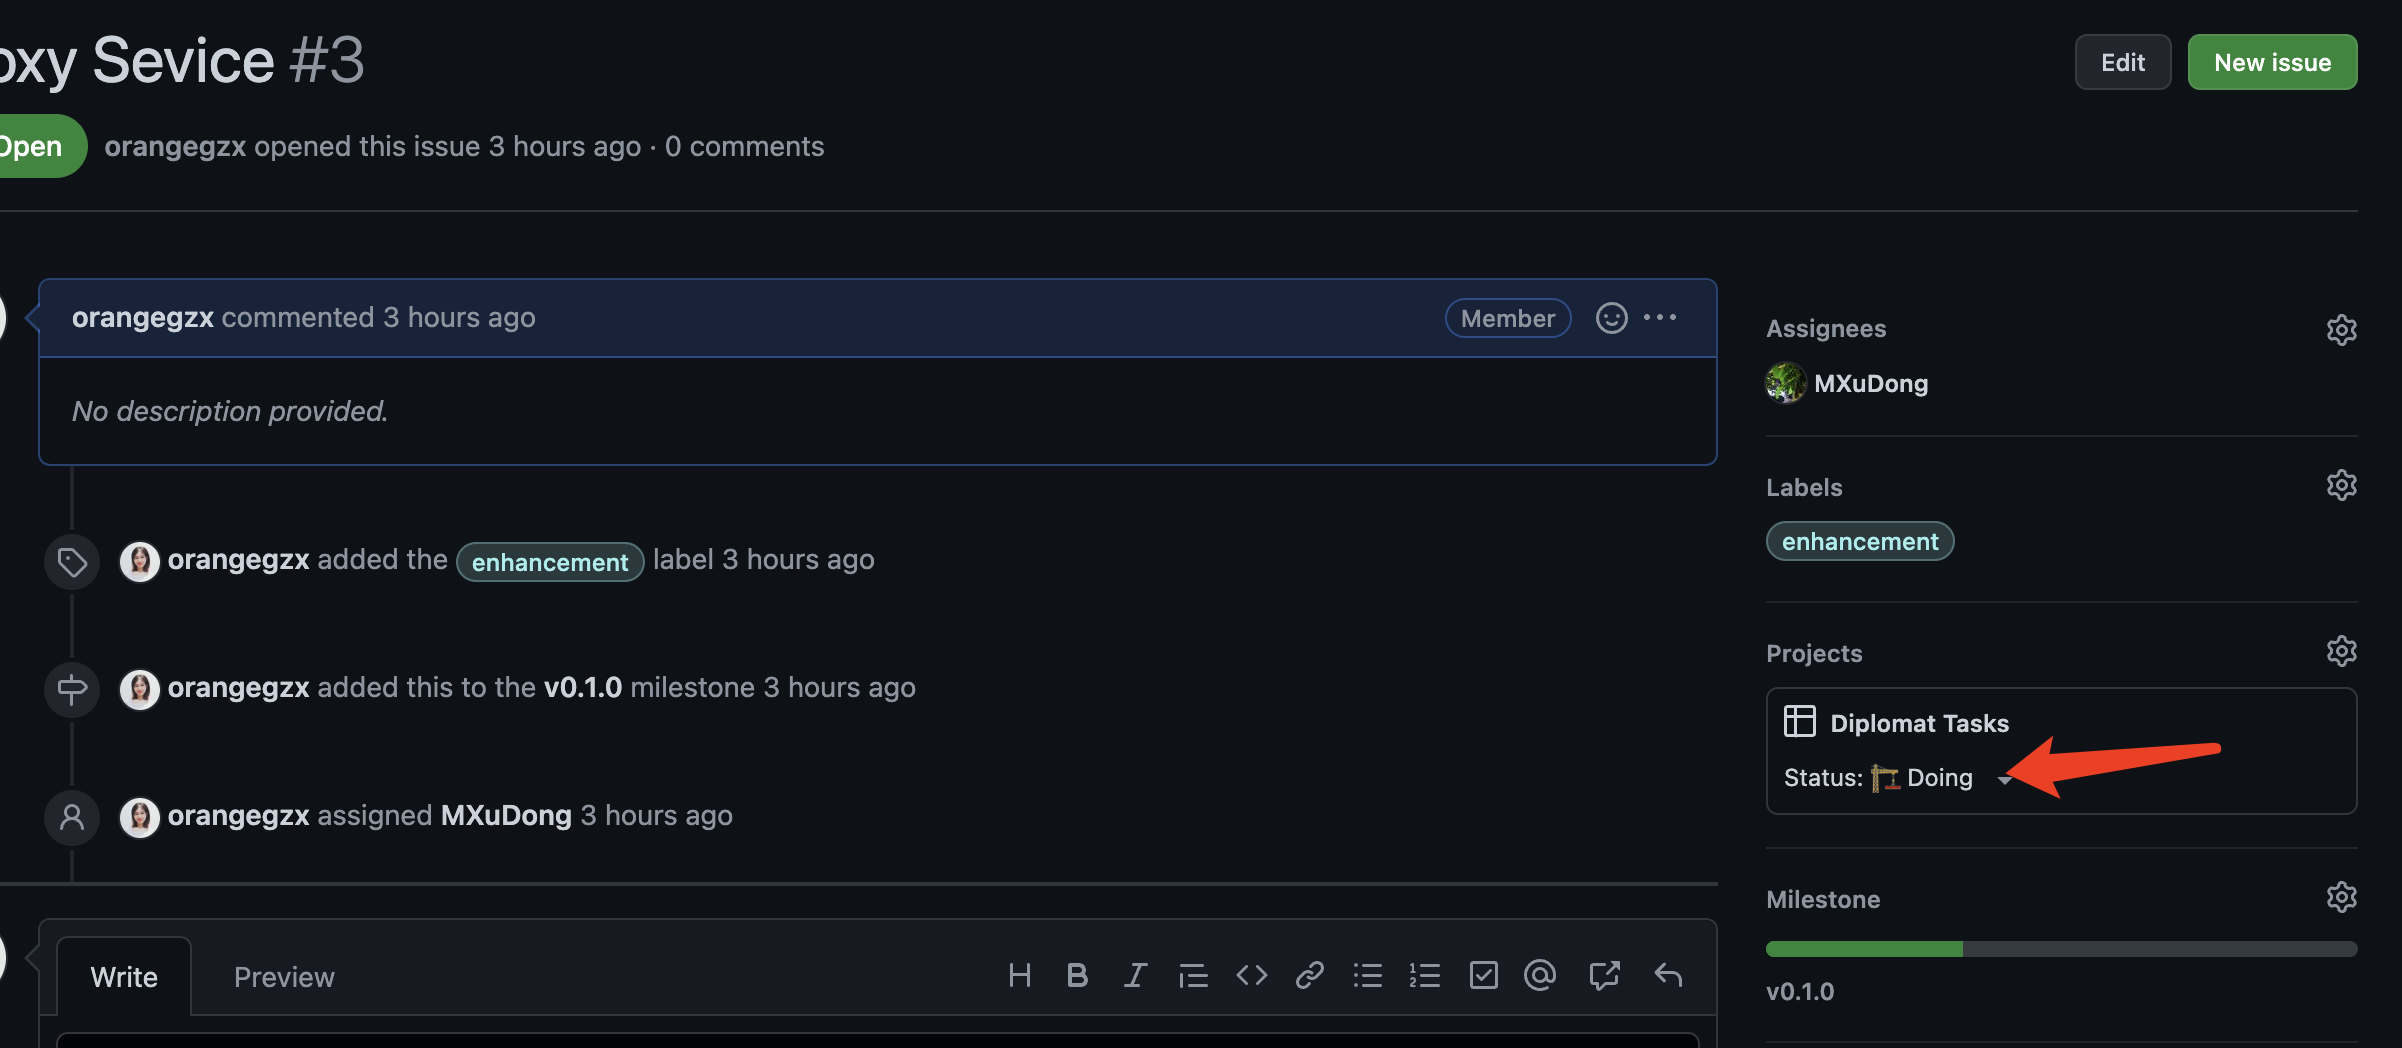 oxy Sevice #3
Edit
New issue
Open
orangegzx opened this issue 3 hours ago · 0 comments
orangegzx commented 3 hours ago
Member
No description provided.
orangegzx added the enhancement label 3 hours ago
orangegzx added this to the v0.1.0 milestone 3 hours ago
orangegzx assigned MXuDong 3 hours ago
Write
Preview
Assignees
MXuDong
Labels
enhancement
Projects
Diplomat Tasks
Status: 🏗 Doing
Milestone
v0.1.0